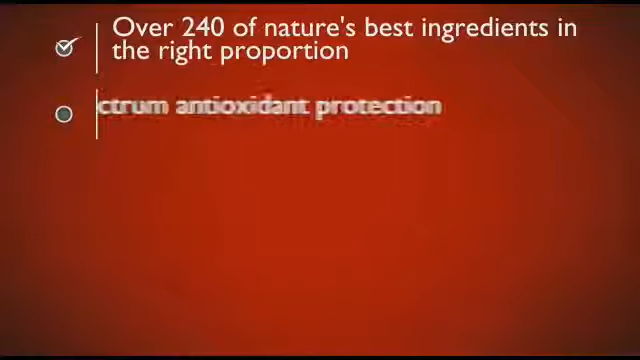 Over 240 of nature's best ingredients in
the right proportion
ctrum antioxidant protection